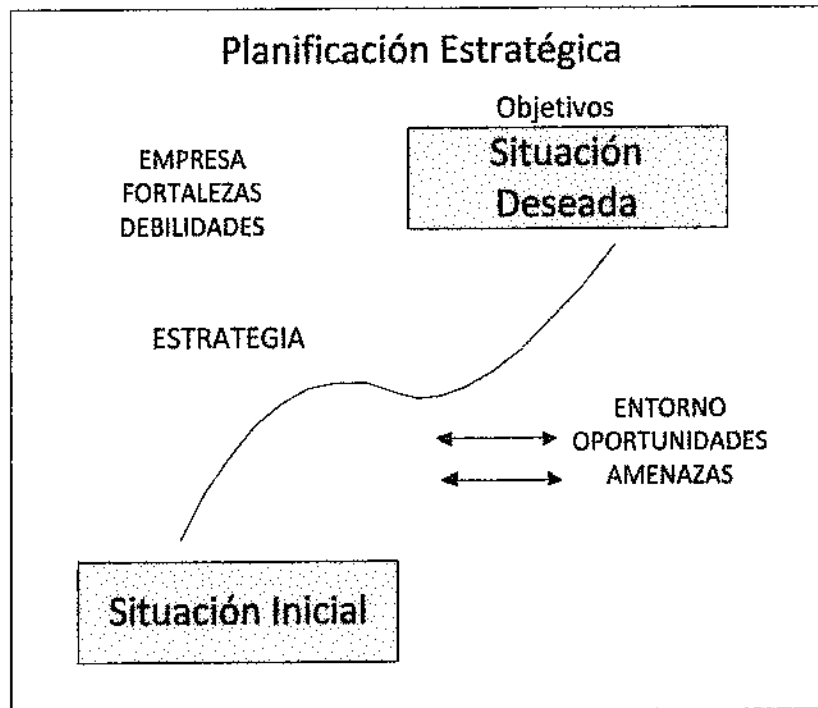 Planificación Estratégica
Objetivos
Situación
Deseada
EMPRESA
FORTALEZAS
DEBILIDADES
ESTRATEGIA
ENTORNO
OPORTUNIDADES
AMENAZAS
Situación Inicial